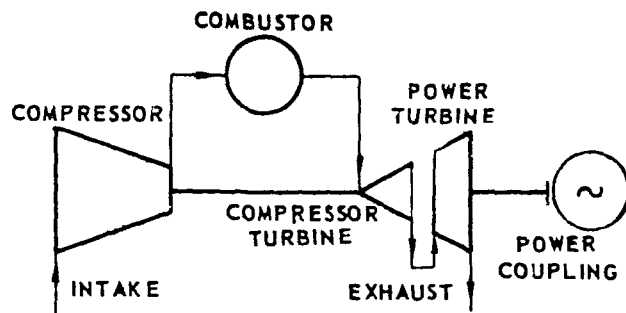 COMBUSTOR
COMPRESSOR
POWER
TURBINE
COMPRESSOR
TURBINE
POWER
COUPLING
INTAKE
EXHAUST
~